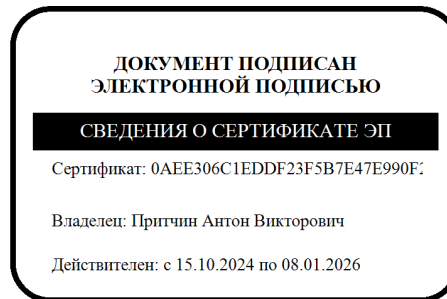 ДОКУМЕНТ ПОДПИСАН
ЭЛЕКТРОННОЙ ПОДПИСЬЮ
СВЕДЕНИЯ О СЕРТИФИКАТЕ ЭП
Сертификат: 0AEE306C1EDDF23F5B7E47E990F2
Владелец: Притчин Антон Викторович
Действителен: с 15.10.2024 по 08.01.2026